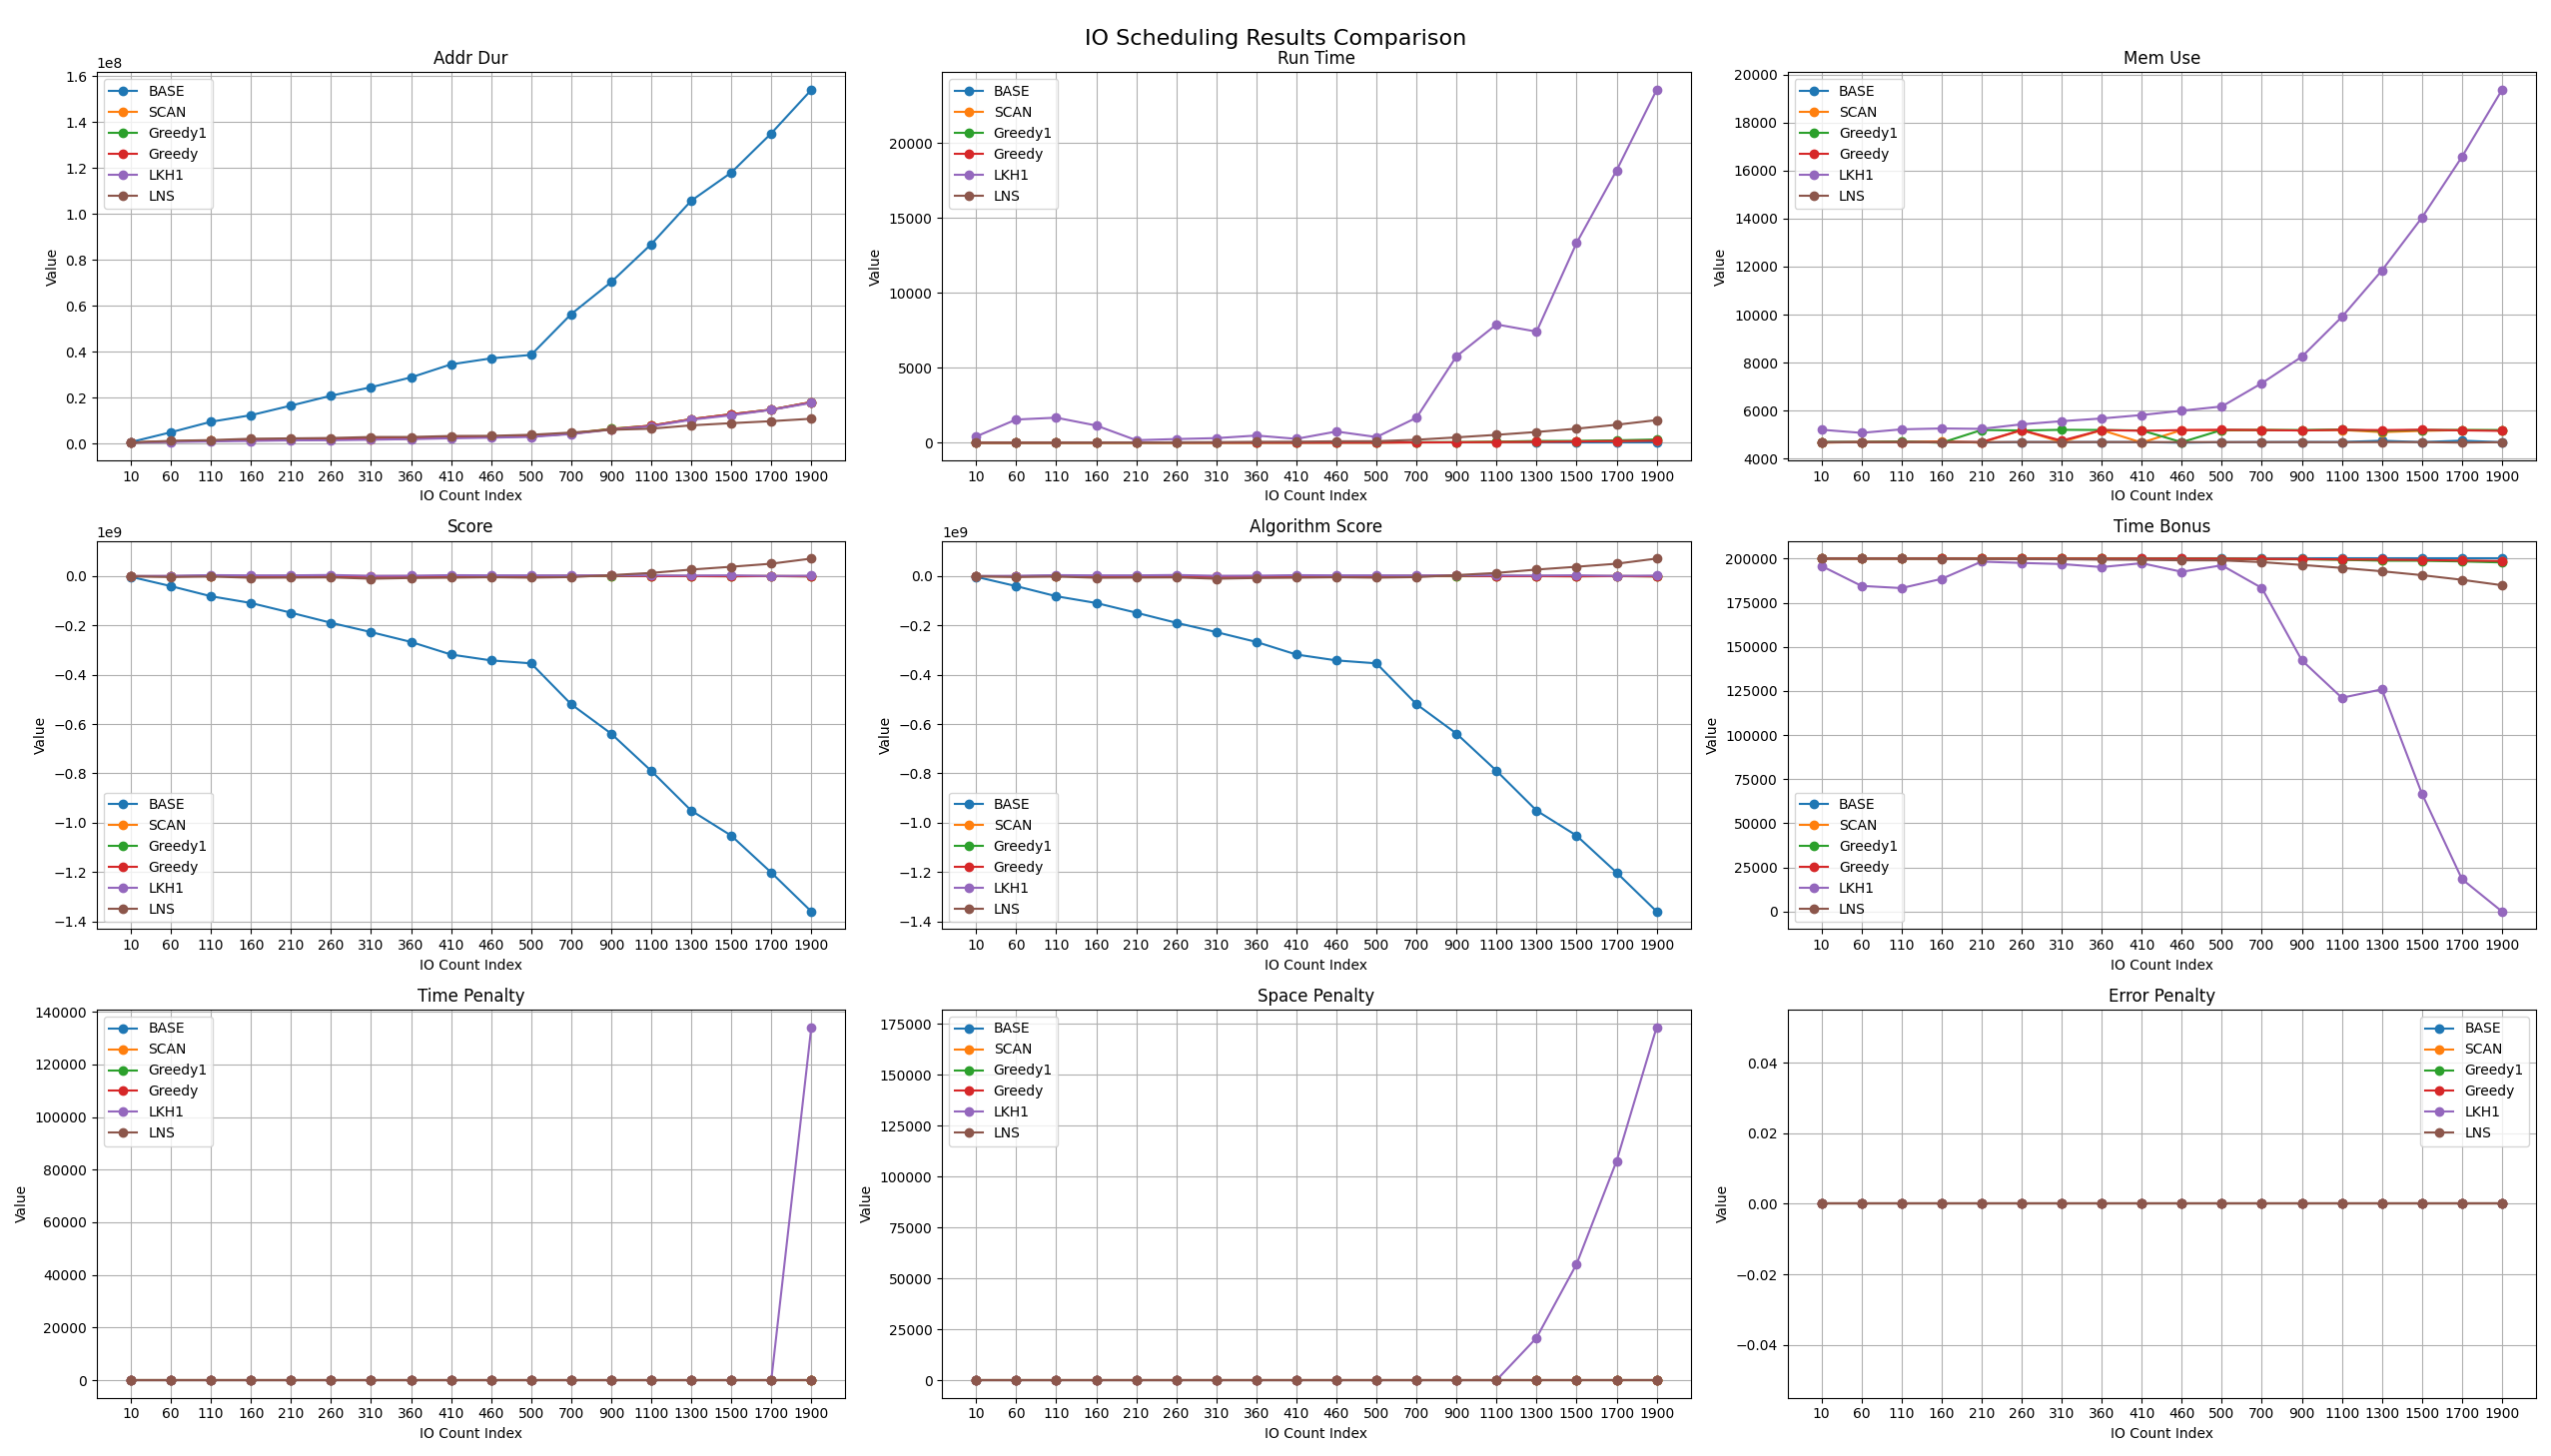 IO Scheduling Results Comparison
Addr Dur
1e8
1.6
1.4
1.2
1.0
0.8
0.6
0.4
0.2
0.0
Value
BASE
SCAN
Greedy1
Greedy
LKH1
LNS
10 60 110 160 210 260 310 360 410 460 500 700 900 1100 1300 1500 1700 1900
IO Count Index
Run Time
20000
15000
10000
5000
0
Value
BASE
SCAN
Greedy1
Greedy
LKH1
LNS
10 60 110 160 210 260 310 360 410 460 500 700 900 1100 1300 1500 1700 1900
IO Count Index
Mem Use
20000
18000
16000
14000
12000
10000
8000
6000
4000
Value
BASE
SCAN
Greedy1
Greedy
LKH1
LNS
10 60 110 160 210 260 310 360 410 460 500 700 900 1100 1300 1500 1700 1900
IO Count Index
Score
1e9
0.0
−0.2
−0.4
−0.6
−0.8
−1.0
−1.2
−1.4
Value
BASE
SCAN
Greedy1
Greedy
LKH1
LNS
10 60 110 160 210 260 310 360 410 460 500 700 900 1100 1300 1500 1700 1900
IO Count Index
Algorithm Score
1e9
0.0
−0.2
−0.4
−0.6
−0.8
−1.0
−1.2
−1.4
Value
BASE
SCAN
Greedy1
Greedy
LKH1
LNS
10 60 110 160 210 260 310 360 410 460 500 700 900 1100 1300 1500 1700 1900
IO Count Index
Time Bonus
200000
175000
150000
125000
100000
75000
50000
25000
0
Value
BASE
SCAN
Greedy1
Greedy
LKH1
LNS
10 60 110 160 210 260 310 360 410 460 500 700 900 1100 1300 1500 1700 1900
IO Count Index
Time Penalty
140000
120000
100000
80000
60000
40000
20000
0
Value
BASE
SCAN
Greedy1
Greedy
LKH1
LNS
10 60 110 160 210 260 310 360 410 460 500 700 900 1100 1300 1500 1700 1900
IO Count Index
Space Penalty
175000
150000
125000
100000
75000
50000
25000
0
Value
BASE
SCAN
Greedy1
Greedy
LKH1
LNS
10 60 110 160 210 260 310 360 410 460 500 700 900 1100 1300 1500 1700 1900
IO Count Index
Error Penalty
0.04
0.02
0.00
−0.02
−0.04
Value
BASE
SCAN
Greedy1
Greedy
LKH1
LNS
10 60 110 160 210 260 310 360 410 460 500 700 900 1100 1300 1500 1700 1900
IO Count Index